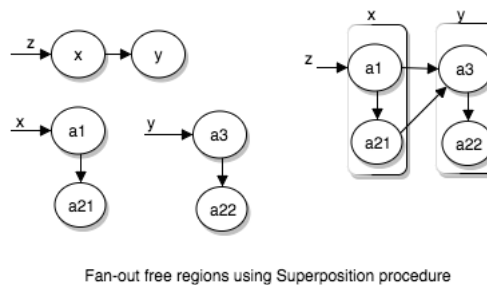 x
y
z
x
y
z
a1
a3
x
a1
y
a3
a21
a22
a21
a22
Fan-out free regions using Superposition procedure